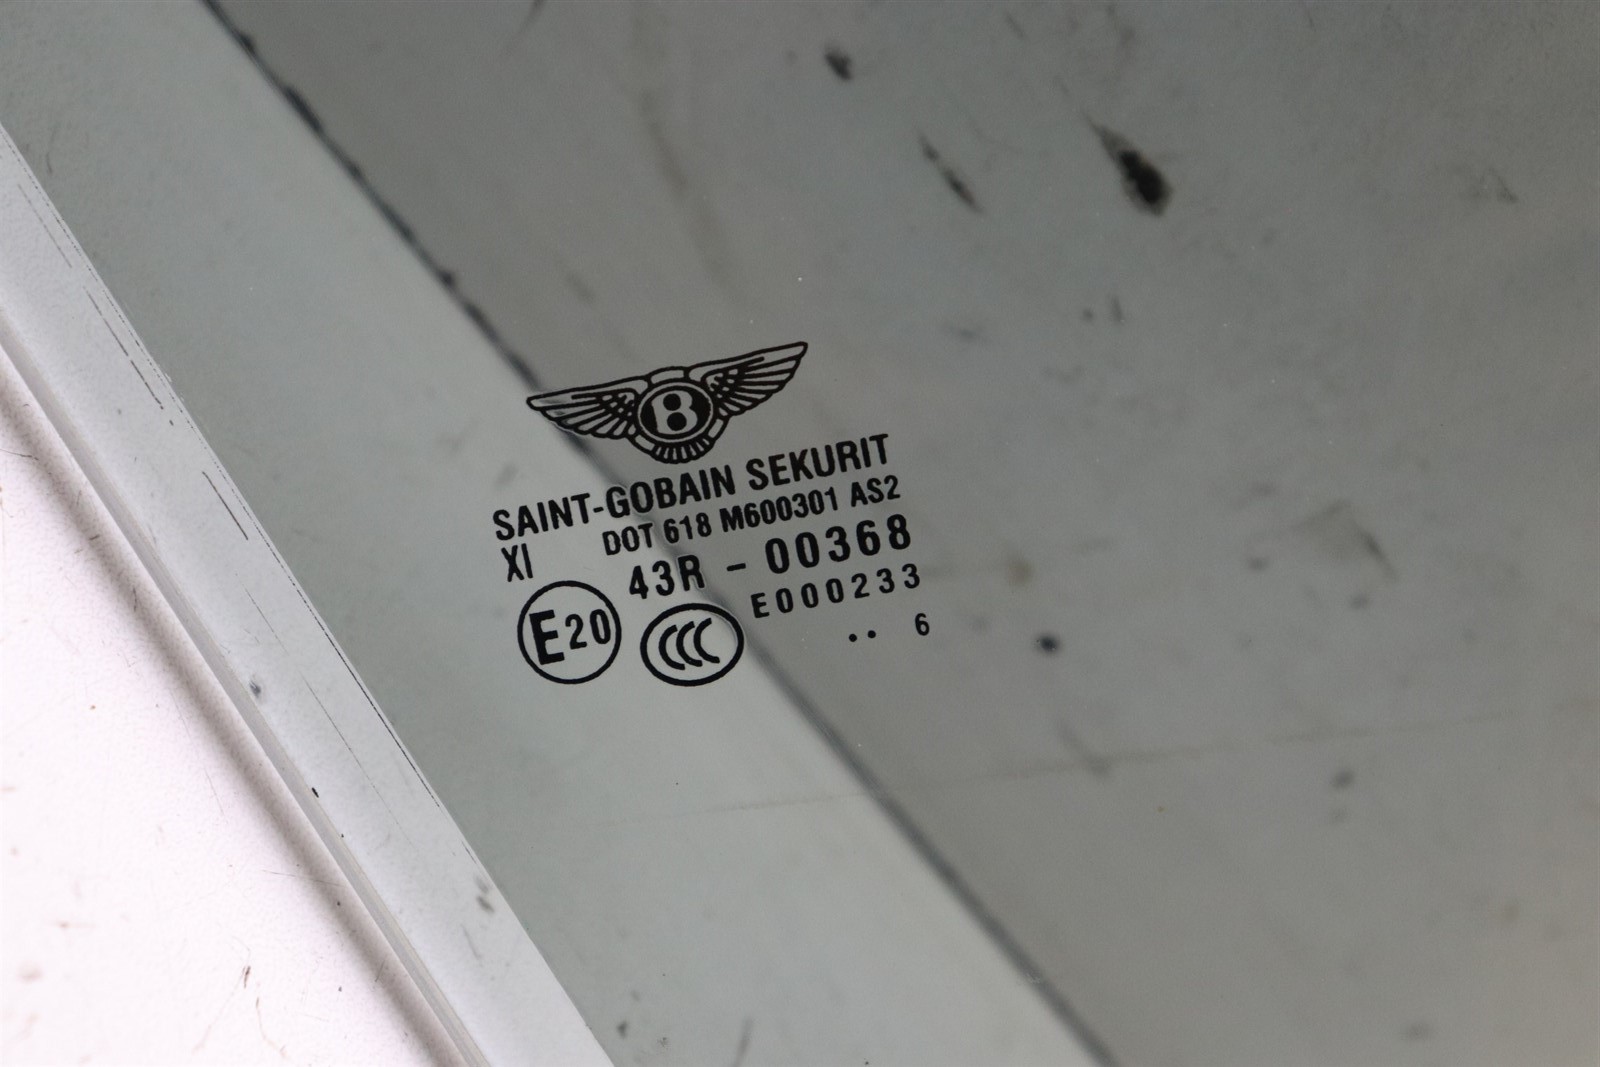 B
SAINT-GOBAIN SEKURIT
XI DOT 618 M600301 AS2
43R - 00368
E20 CCC E000233
.. 6